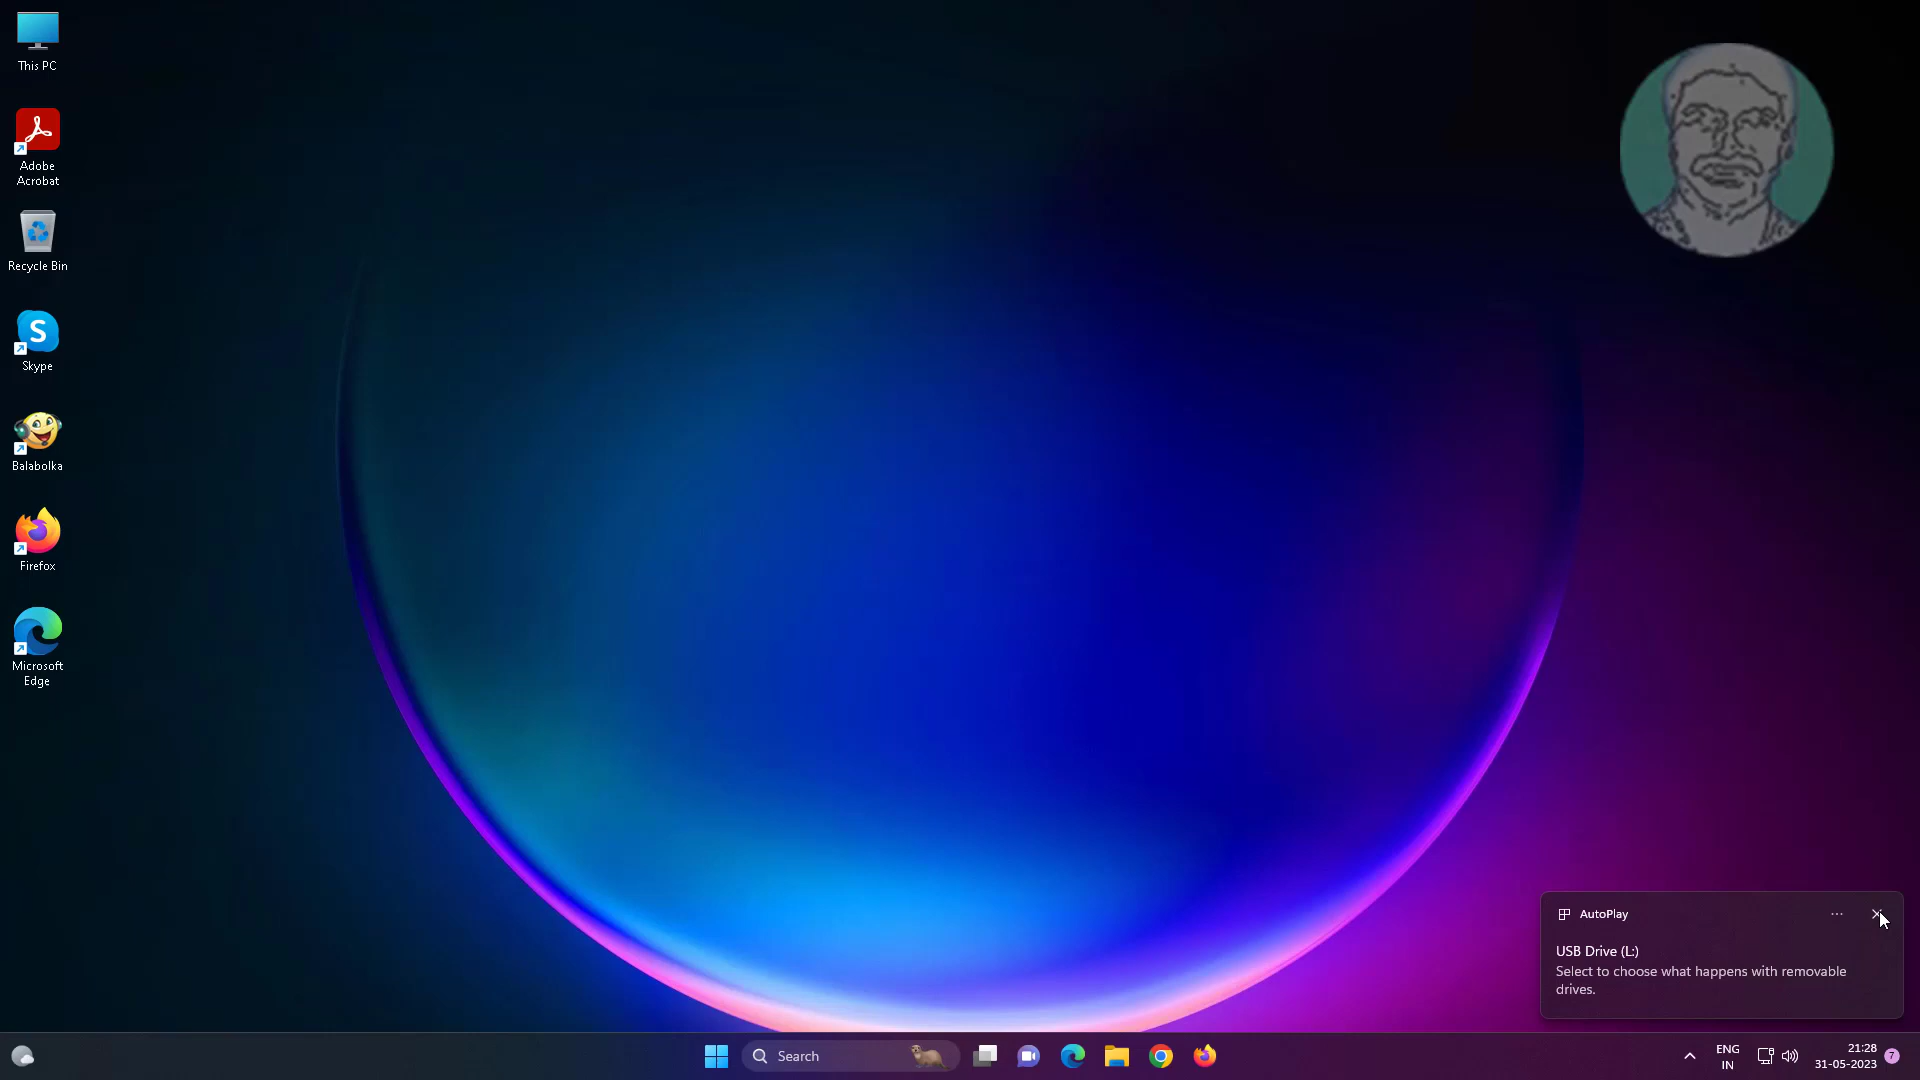 This PC
Adobe
Acrobat
Recycle Bin
Skype
Balabolka
Firefox
Microsoft
Edge
AutoPlay
USB Drive (L:)
Select to choose what happens with removable
drives.
Search
ENG
IN
21:28
31-05-2023
7